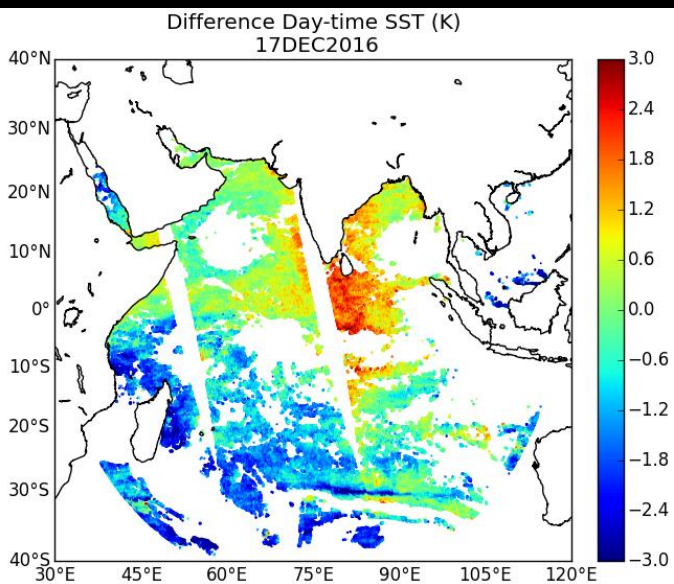 Difference Day-time SST (K)
17DEC2016
40°N
30°N
20°N
10°N
0°
10°S
20°S
30°S
40°S
30°E
45°E
60°E
75°E
90°E
105°E
120°E
3.0
2.4
1.8
1.2
0.6
0.0
−0.6
−1.2
−1.8
−2.4
−3.0